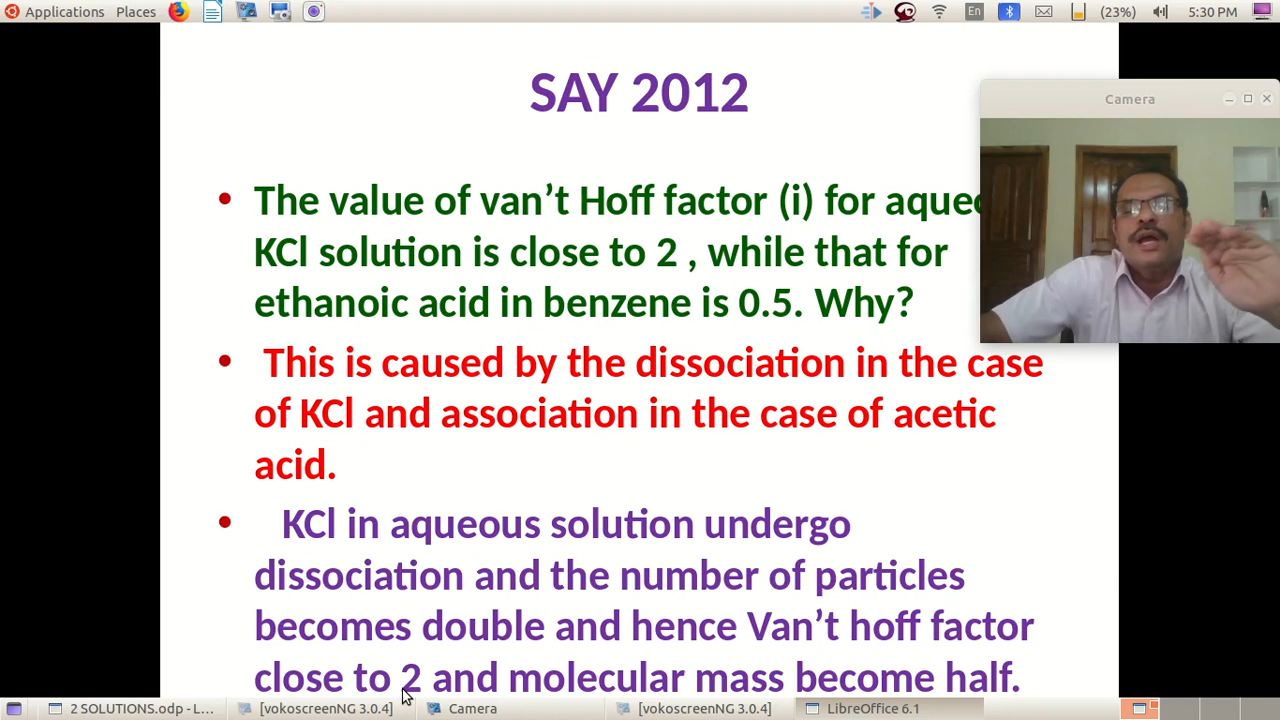 Applications Places En (23%) 5:30 PM
SAY 2012
Camera
• The value of van’t Hoff factor (i) for
KCl solution is close to 2 , while that for
ethanoic acid in benzene is 0.5. Why?
• This is caused by the dissociation in the case
of KCl and association in the case of acetic
acid.
• KCl in aqueous solution undergo
dissociation and the number of particles
becomes double and hence Van’t hoff factor
close to 2 and molecular mass become half.
2 SOLUTIONS.odp - L... [vokoscreenNG 3.0.4] Camera [vokoscreenNG 3.0.4] LibreOffice 6.1